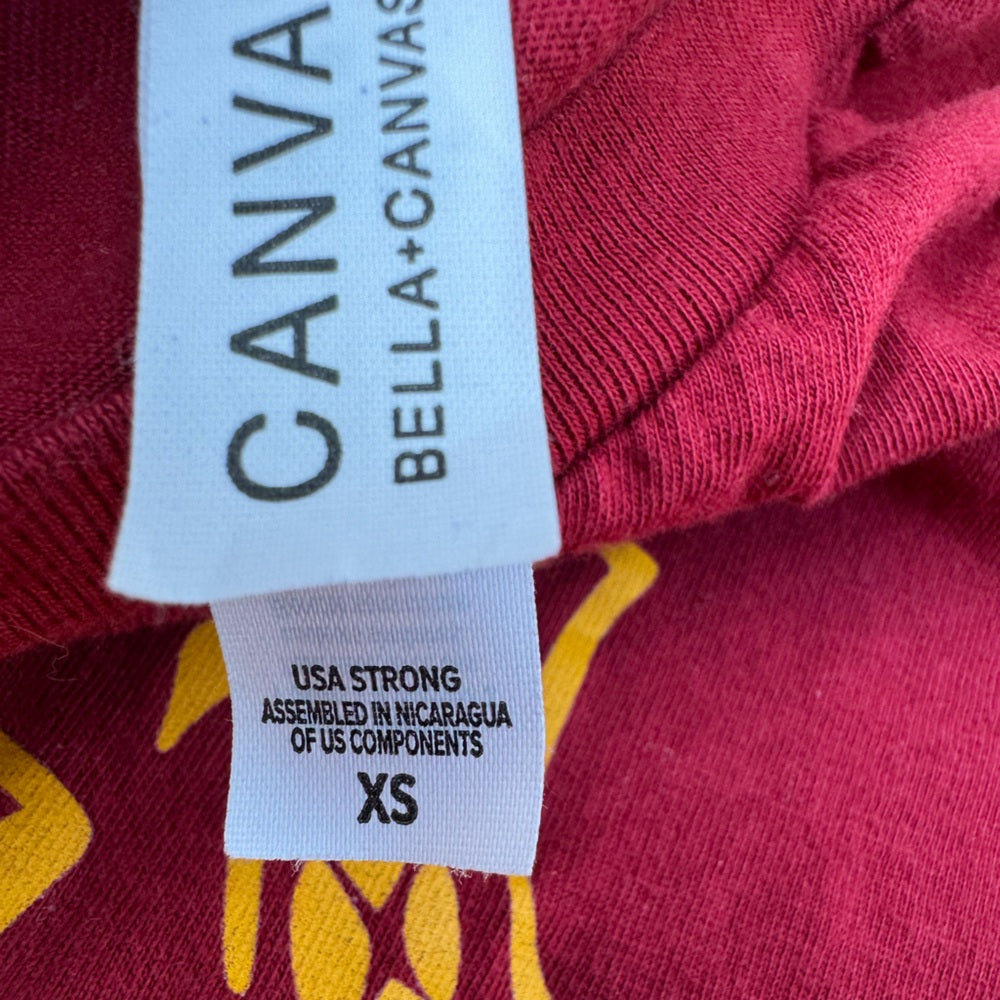 CANVA
BELLA+CANVAS
USA STRONG
ASSEMBLED IN NICARAGUA
OF US COMPONENTS
XS